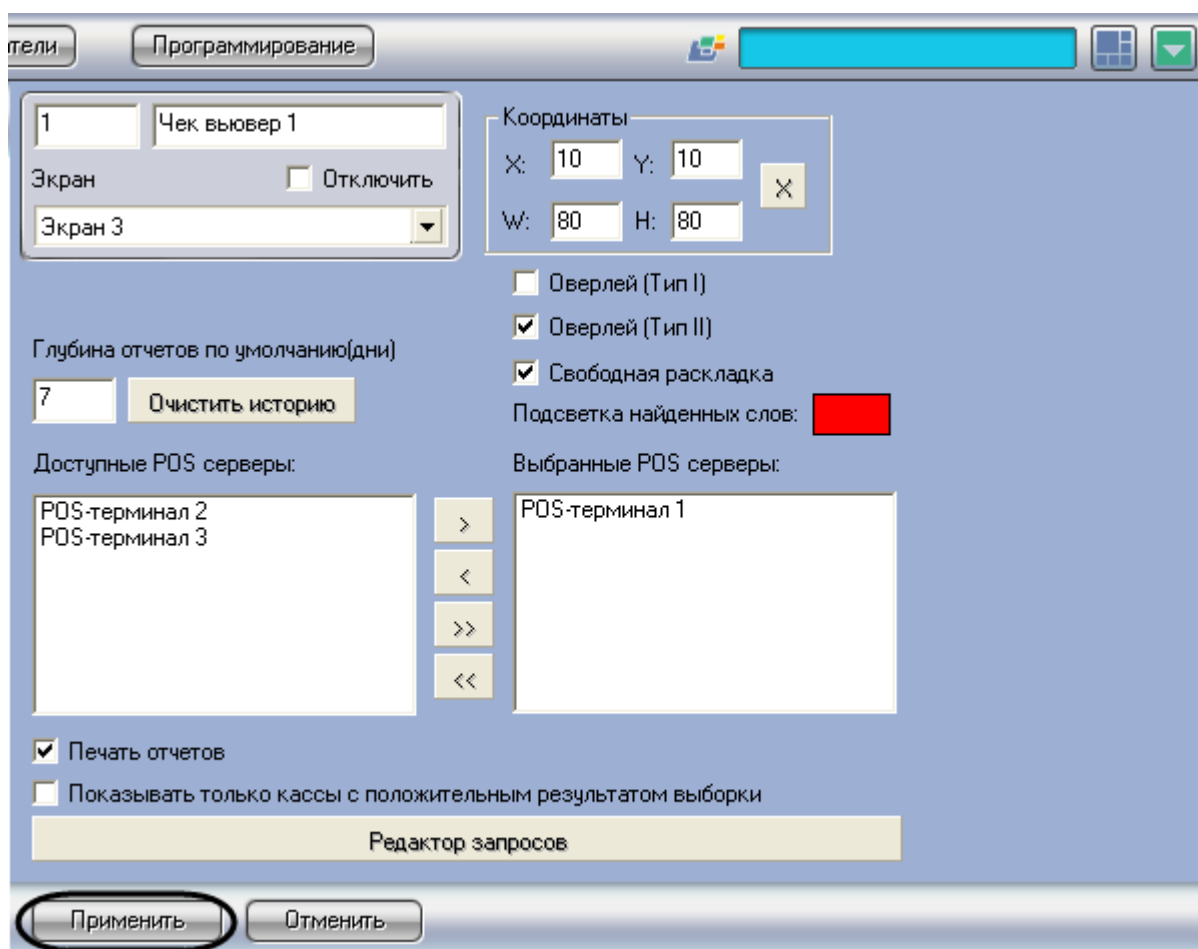 атели Программирование
1 Чек вьювер 1
Экран Отключить
Экран 3
Координаты
X: 10 Y: 10
X
W: 80 H: 80
Оверлей (Тип I)
Оверлей (Тип II)
Свободная раскладка
Подсветка найденных слов:
Глубина отчетов по умолчанию(дни)
7 Очистить историю
Доступные POS серверы:
POS-терминал 2
POS-терминал 3
>
<
>>
<<
Выбранные POS серверы:
POS-терминал 1
Печать отчетов
Показывать только кассы с положительным результатом выборки
Редактор запросов
Применить Отменить